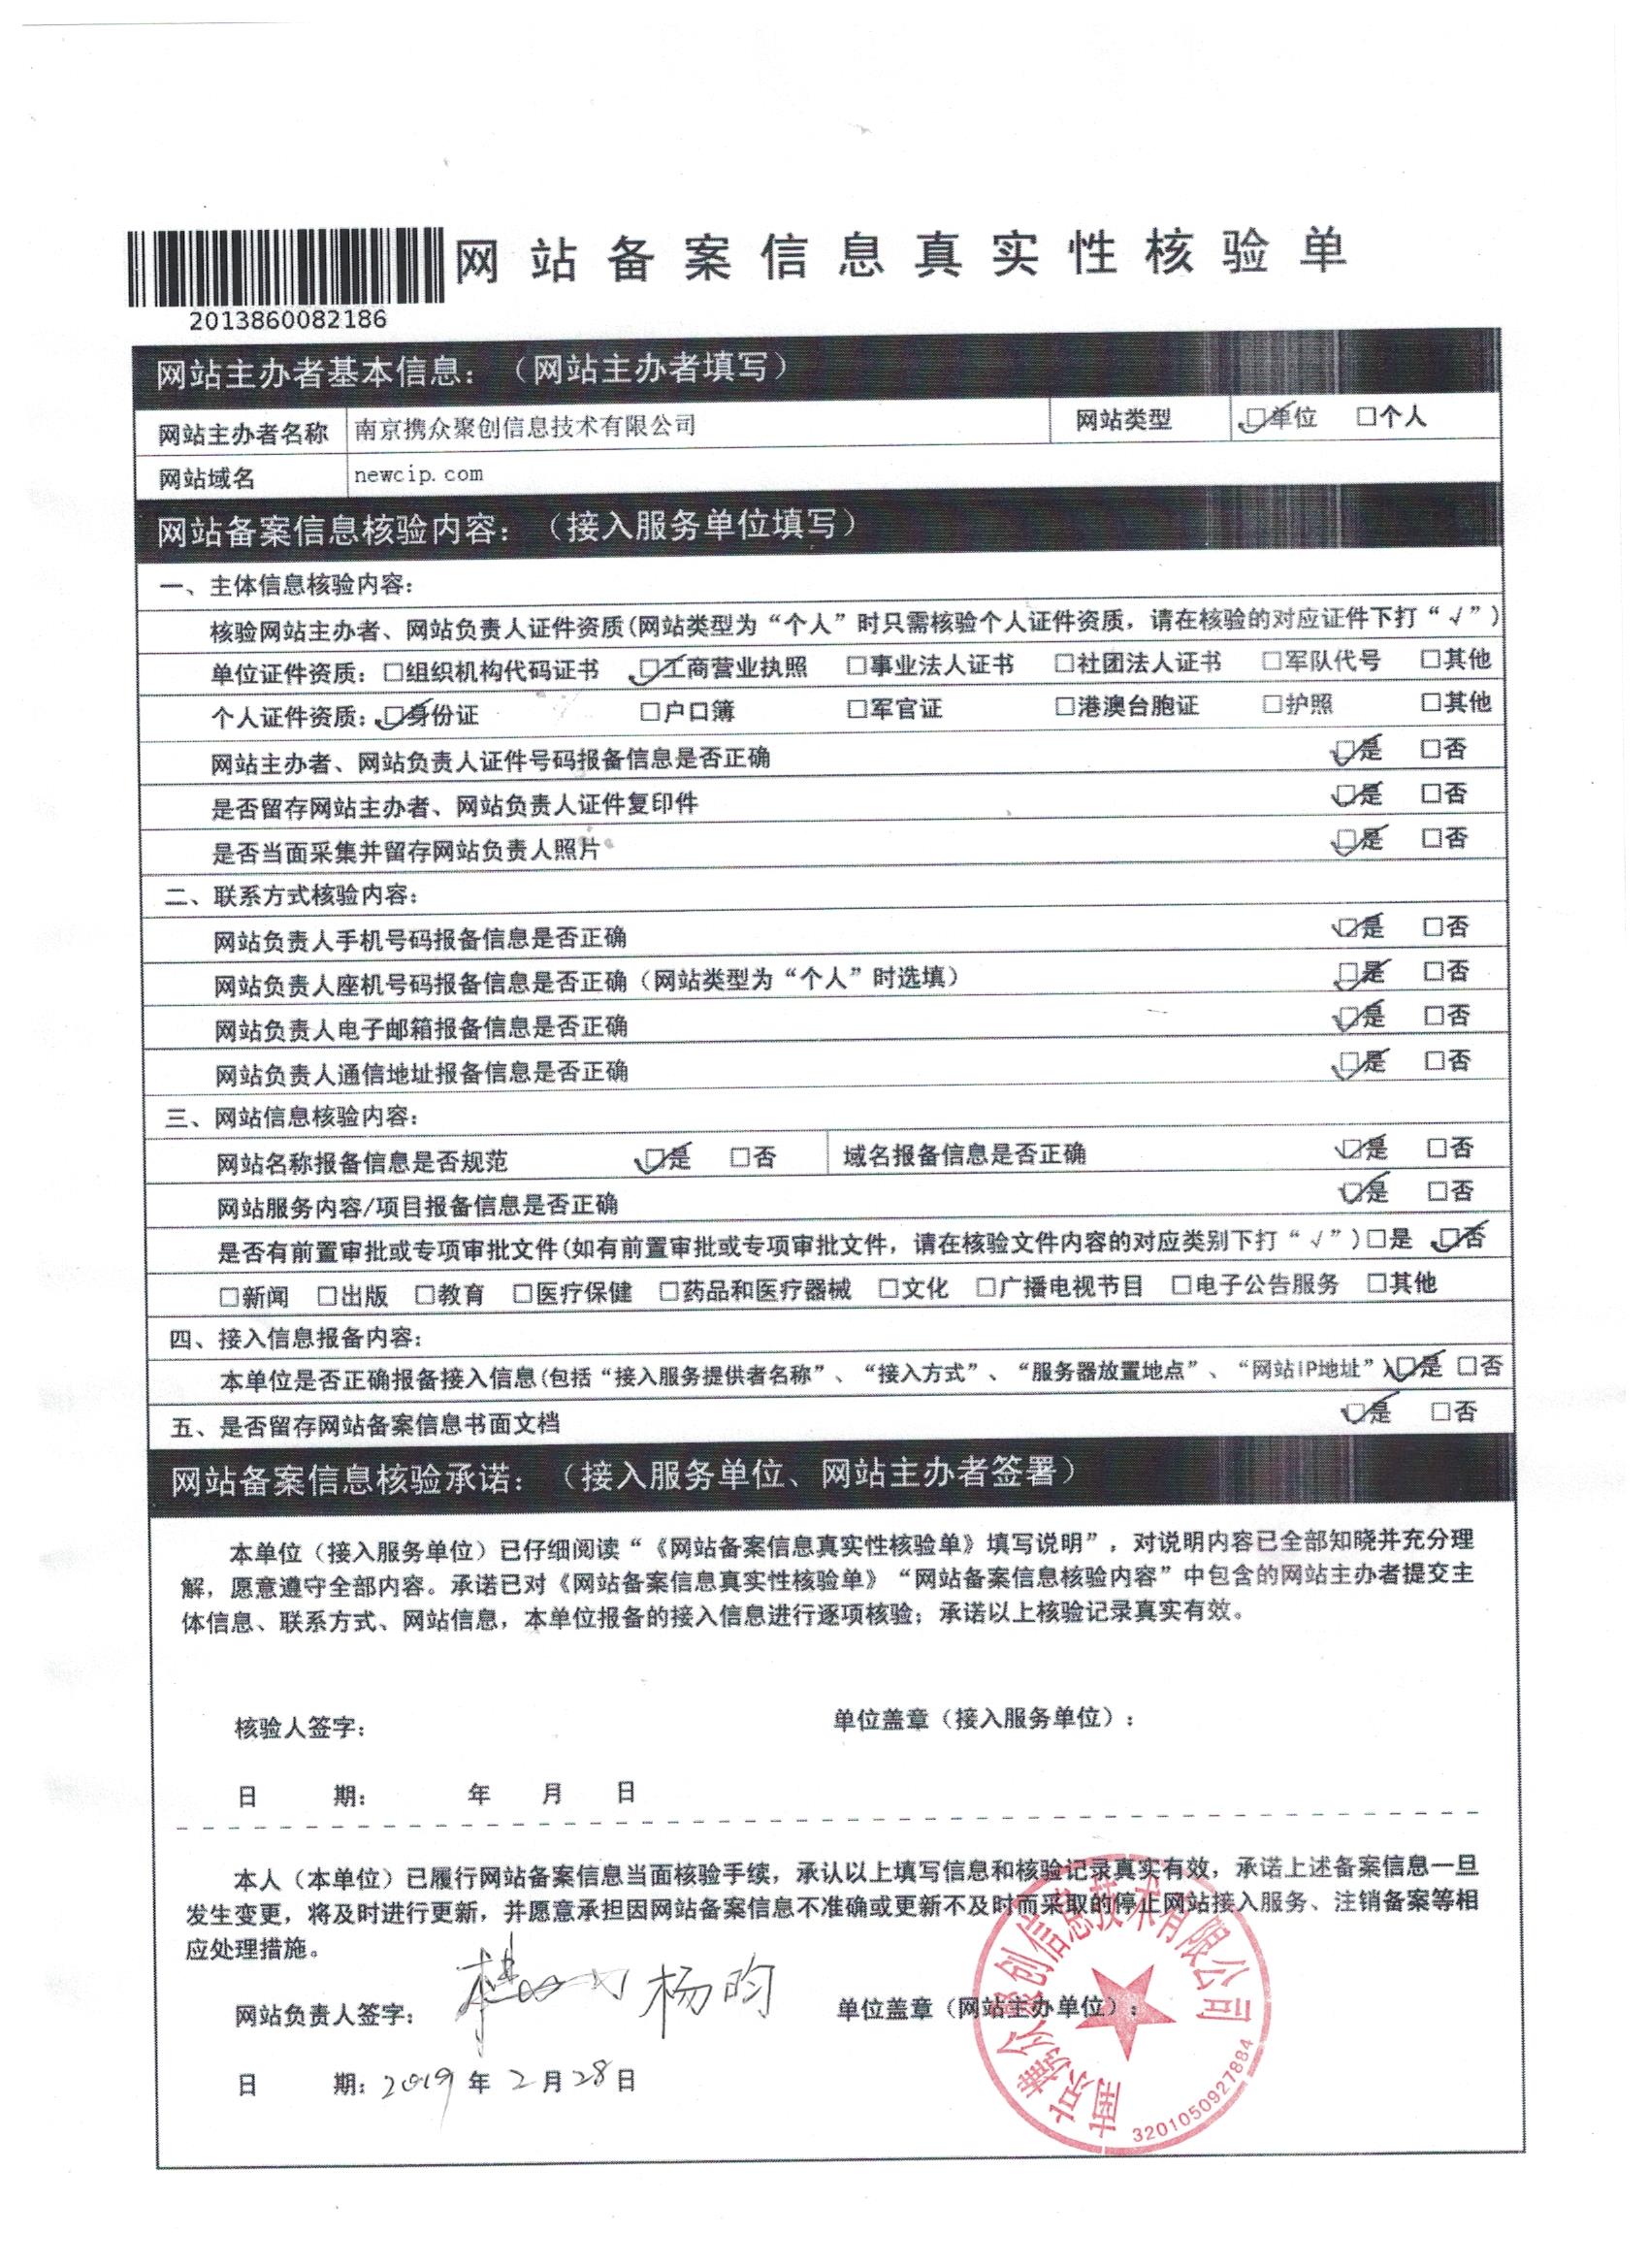 网站备案信息真实性核验单
2013860082186
网站主办者基本信息：（网站主办者填写）
网站主办者名称 南京携众聚创信息技术有限公司 网站类型 ☑单位 □个人
网站域名 newcip.com
网站备案信息核验内容：（接入服务单位填写）
一、主体信息核验内容：
核验网站主办者、网站负责人证件资质(网站类型为“个人”时只需核验个人证件资质，请在核验的对应证件下打“√”)
单位证件资质：□组织机构代码证书 ☑工商营业执照 □事业法人证书 □社团法人证书 □军队代号 □其他
个人证件资质：☑身份证 □户口簿 □军官证 □港澳台胞证 □护照 □其他
网站主办者、网站负责人证件号码报备信息是否正确 ☑是 □否
是否留存网站主办者、网站负责人证件复印件 ☑是 □否
是否当面采集并留存网站负责人照片 ☑是 □否
二、联系方式核验内容：
网站负责人手机号码报备信息是否正确 ☑是 □否
网站负责人座机号码报备信息是否正确（网站类型为“个人”时选填） ☑是 □否
网站负责人电子邮箱报备信息是否正确 ☑是 □否
网站负责人通信地址报备信息是否正确 ☑是 □否
三、网站信息核验内容：
网站名称报备信息是否规范 ☑是 □否 域名报备信息是否正确 ☑是 □否
网站服务内容/项目报备信息是否正确 ☑是 □否
是否有前置审批或专项审批文件(如有前置审批或专项审批文件，请在核验文件内容的对应类别下打“√”)□是 ☑否
□新闻 □出版 □教育 □医疗保健 □药品和医疗器械 □文化 □广播电视节目 □电子公告服务 □其他
四、接入信息报备内容：
本单位是否正确报备接入信息(包括“接入服务提供者名称”、“接入方式”、“服务器放置地点”、“网站IP地址”)☑是 □否
五、是否留存网站备案信息书面文档 ☑是 □否
网站备案信息核验承诺：（接入服务单位、网站主办者签署）
本单位（接入服务单位）已仔细阅读“《网站备案信息真实性核验单》填写说明”，对说明内容已全部知晓并充分理
解，愿意遵守全部内容。承诺已对《网站备案信息真实性核验单》“网站备案信息核验内容”中包含的网站主办者提交主
体信息、联系方式、网站信息，本单位报备的接入信息进行逐项核验；承诺以上核验记录真实有效。
核验人签字： 单位盖章（接入服务单位）：
日 期： 年 月 日
本人（本单位）已履行网站备案信息当面核验手续，承认以上填写信息和核验记录真实有效，承诺上述备案信息一旦
发生变更，将及时进行更新，并愿意承担因网站备案信息不准确或更新不及时而采取的停止网站接入服务、注销备案等相
应处理措施。
网站负责人签字： 杨昀 单位盖章（网站主办单位）：
日 期：2019年2月28日
南京携众聚创信息技术有限公司
3201050927884